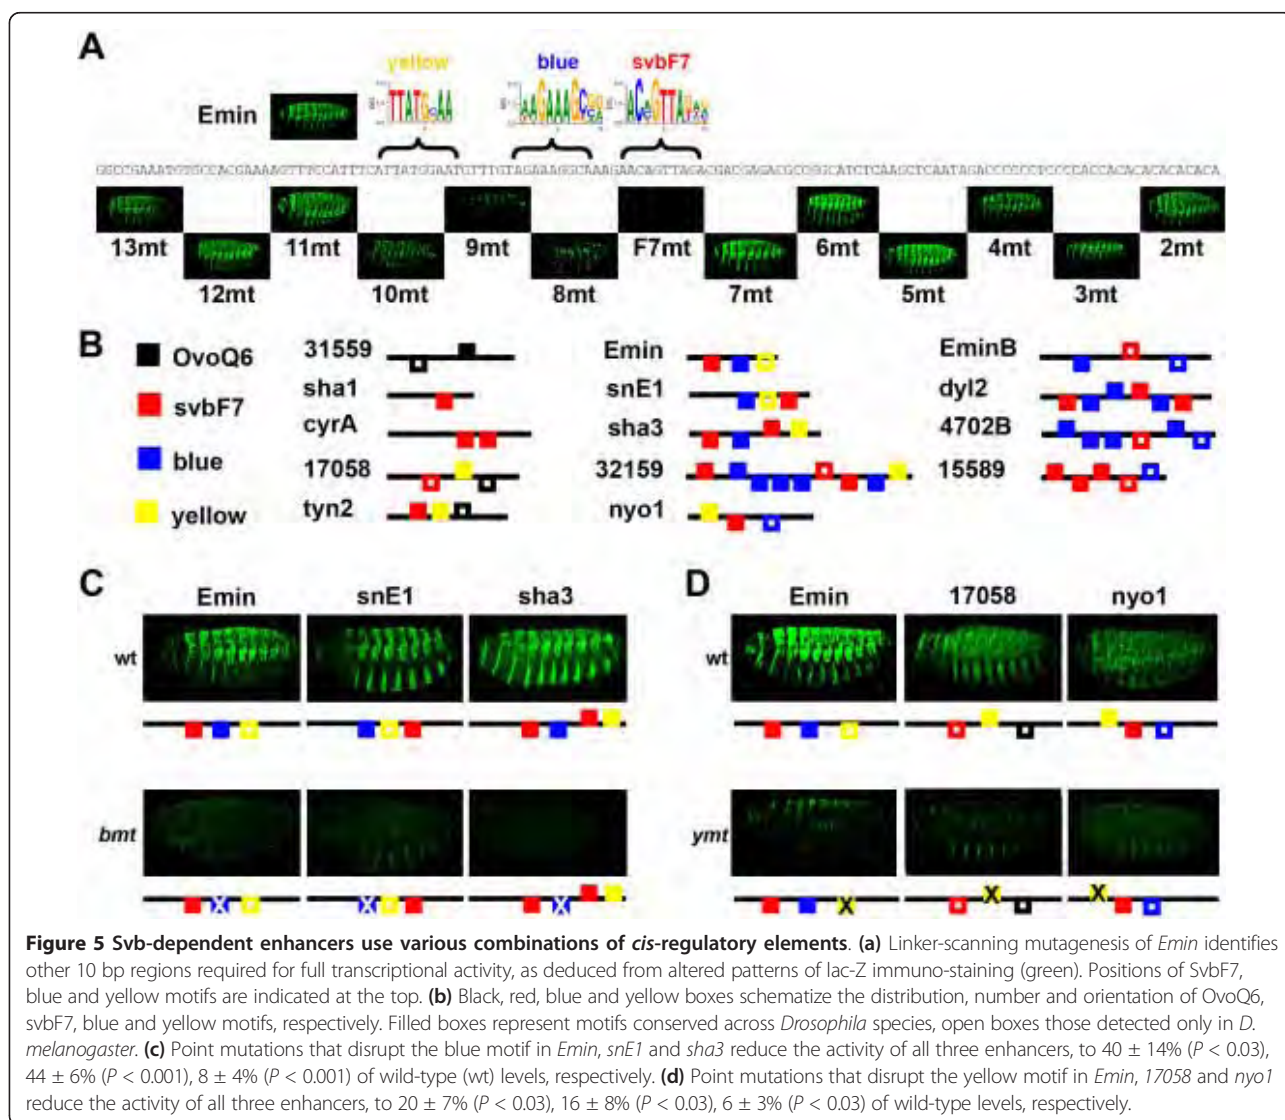 A
yellow
blue
svbF7
Emin
13mt
11mt
9mt
F7mt
6mt
4mt
2mt
12mt
10mt
8mt
7mt
5mt
3mt
B
OvoQ6
svbF7
blue
yellow
31559
sha1
cyrA
17058
tyn2
Emin
snE1
sha3
32159
nyo1
EminB
dyl2
4702B
15589
C
Emin
snE1
sha3
wt
bmt
X
X
X
D
Emin
17058
nyo1
wt
ymt
X
X
X
Figure 5 Svb-dependent enhancers use various combinations of cis-regulatory elements. (a) Linker-scanning mutagenesis of Emin identifies
other 10 bp regions required for full transcriptional activity, as deduced from altered patterns of lac-Z immuno-staining (green). Positions of SvbF7,
blue and yellow motifs are indicated at the top. (b) Black, red, blue and yellow boxes schematize the distribution, number and orientation of OvoQ6,
svbF7, blue and yellow motifs, respectively. Filled boxes represent motifs conserved across Drosophila species, open boxes those detected only in D.
melanogaster. (c) Point mutations that disrupt the blue motif in Emin, snE1 and sha3 reduce the activity of all three enhancers, to 40 ± 14% (P < 0.03),
44 ± 6% (P < 0.001), 8 ± 4% (P < 0.001) of wild-type (wt) levels, respectively. (d) Point mutations that disrupt the yellow motif in Emin, 17058 and nyo1
reduce the activity of all three enhancers, to 20 ± 7% (P < 0.03), 16 ± 8% (P < 0.03), 6 ± 3% (P < 0.03) of wild-type levels, respectively.